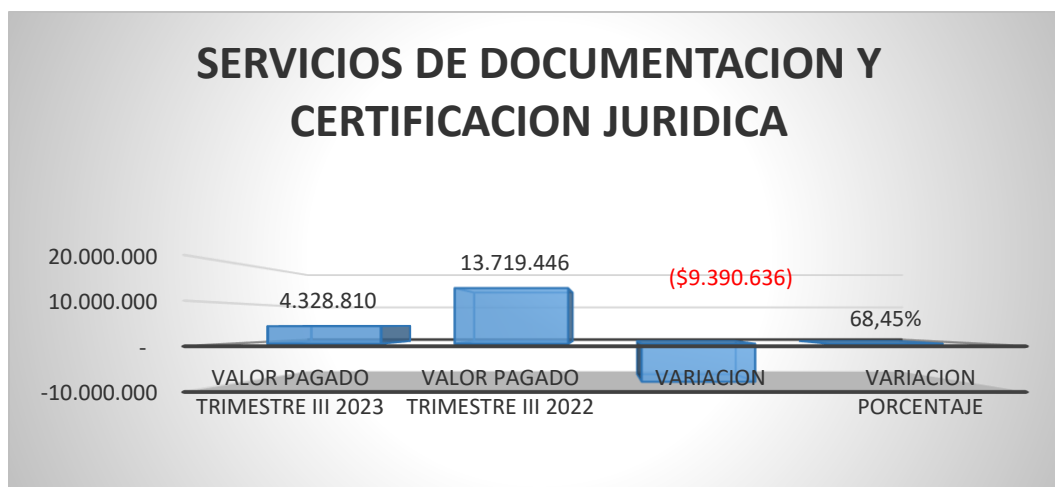 SERVICIOS DE DOCUMENTACION Y
CERTIFICACION JURIDICA
20.000.000
10.000.000
-
-10.000.000
4.328.810
13.719.446
($9.390.636)
68,45%
VALOR PAGADO
TRIMESTRE III 2023
VALOR PAGADO
TRIMESTRE III 2022
VARIACION
VARIACION
PORCENTAJE